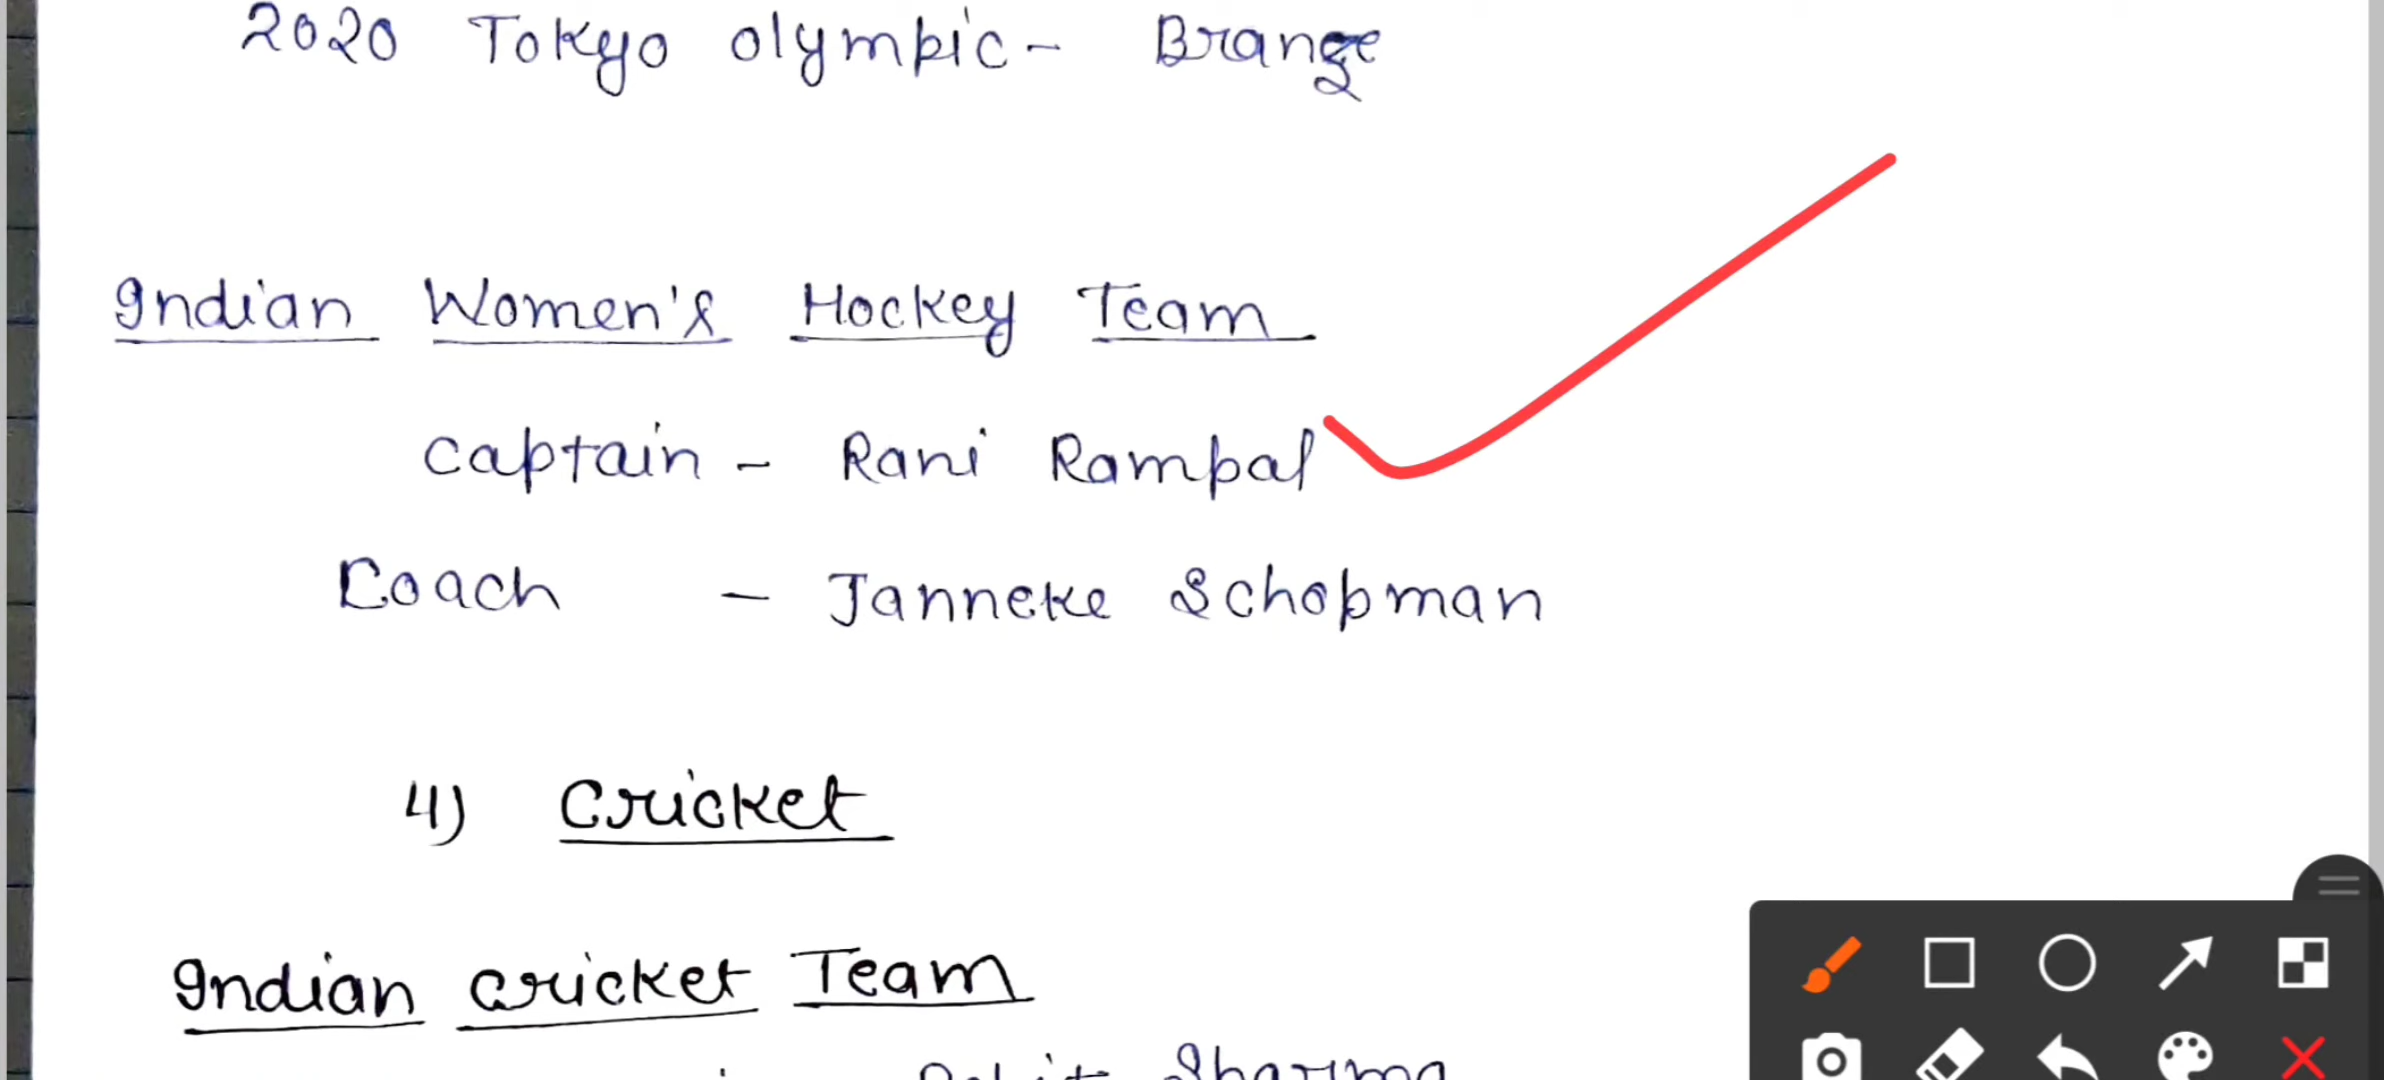 2020 Tokyo olympic - Brange
Indian Women's Hockey Team
Captain - Rani Rampal
Coach - Janneke Schopman
4) Cricket
Indian Cricket Team
Sharma